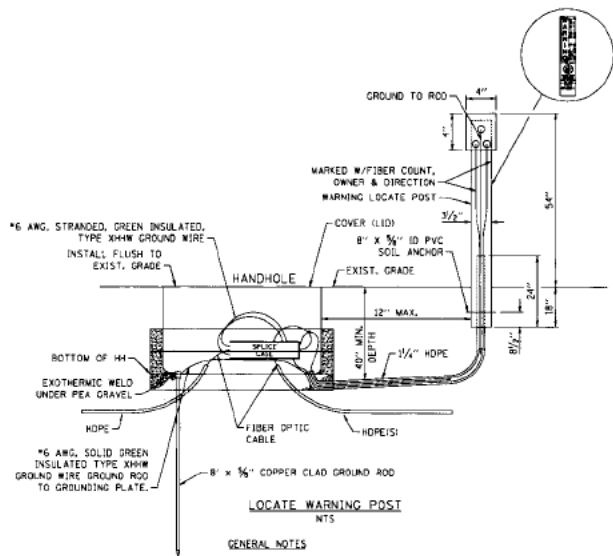 4"
GROUND TO ROD
4"
MARKED W/FIBER COUNT,
OWNER & DIRECTION
WARNING LOCATE POST
3½"
54"
*6 AWG. STRANDED, GREEN INSULATED,
TYPE XHHW GROUND WIRE
COVER (LID)
8" X ⅝" ID PVC
SOIL ANCHOR
INSTALL FLUSH TO
EXIST. GRADE
HANDHOLE
EXIST. GRADE
24"
18"
12" MAX.
8½"
40" MIN.
DEPTH
SPLICE
CASE
BOTTOM OF HH
1¼" HDPE
EXOTHERMIC WELD
UNDER PEA GRAVEL
HDPE
FIBER OPTIC
CABLE
HDPE(S)
*6 AWG. SOLID GREEN
INSULATED TYPE XHHW
GROUND WIRE GROUND ROD
TO GROUNDING PLATE.
8' x ⅝" COPPER CLAD GROUND ROD
LOCATE WARNING POST
NTS
GENERAL NOTES